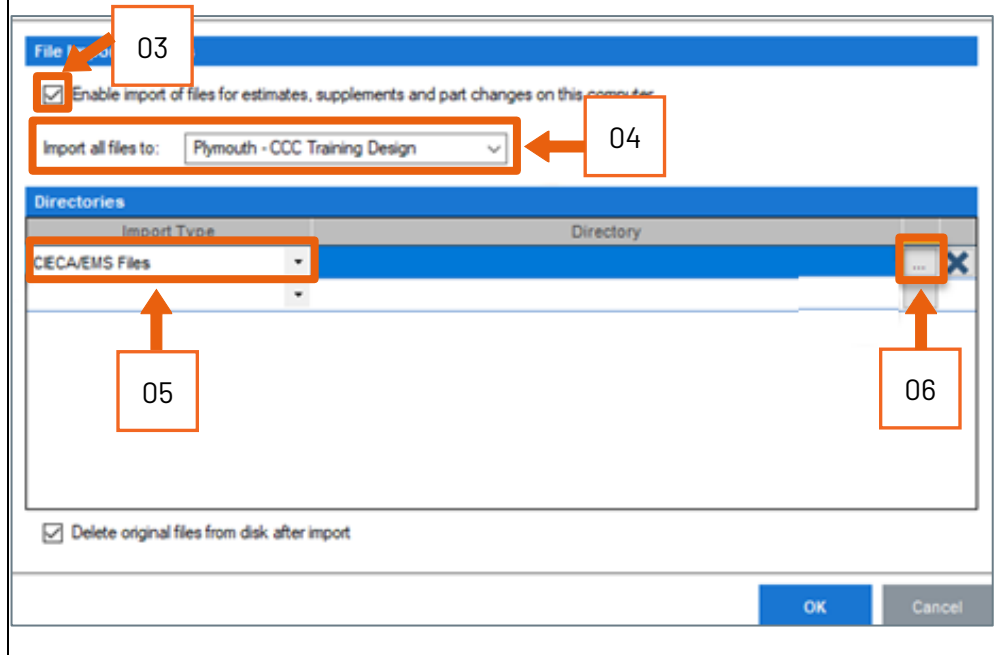 03
File Impo
Enable import of files for estimates, supplements and part changes on this computer
04
Import all files to: Plymouth - CCC Training Design
Directories
Import Type Directory
CIECA/EMS Files ...
05
06
Delete original files from disk after import
OK Cancel